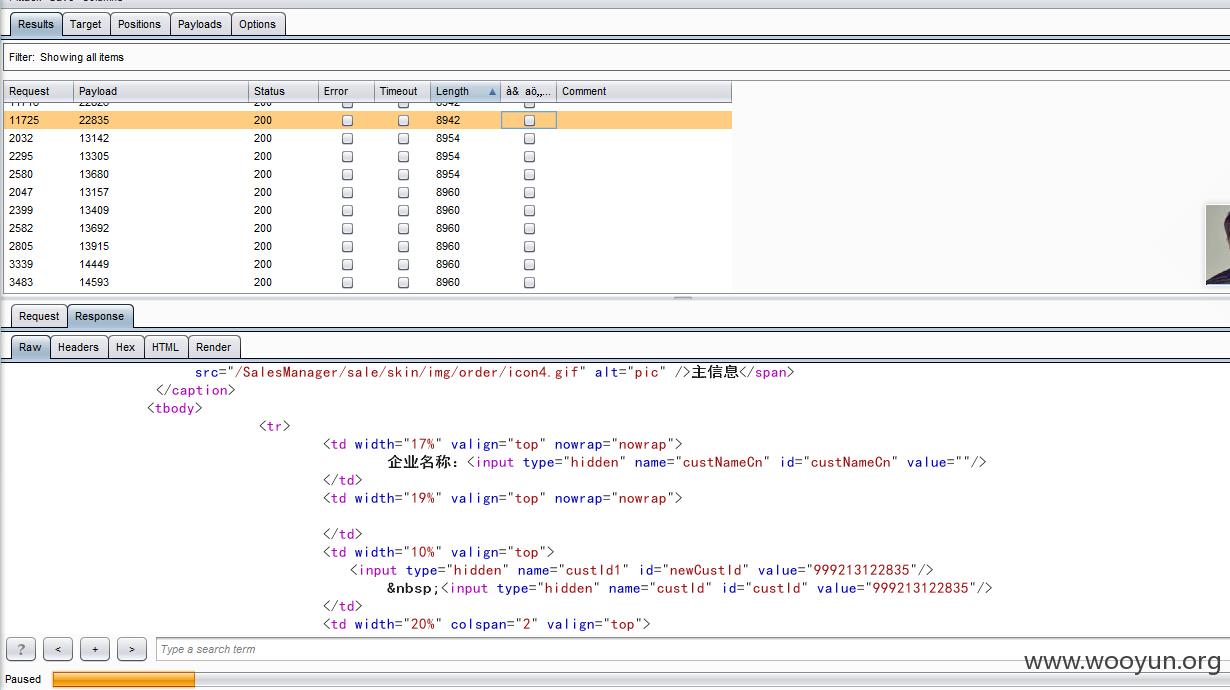 Results Target Positions Payloads Options
Filter: Showing all items
Request Payload Status Error Timeout Length Comment
11725 22835 200 8942
2032 13142 200 8954
2295 13305 200 8954
2580 13680 200 8954
2047 13157 200 8960
2399 13409 200 8960
2582 13692 200 8960
2805 13915 200 8960
3339 14449 200 8960
3483 14593 200 8960
Request Response
Raw Headers Hex HTML Render
src="/SalesManager/sale/skin/img/order/icon4.gif" alt="pic" />主信息</span>
</caption>
<tbody>
<tr>
<td width="17%" valign="top" nowrap="nowrap">
企业名称：<input type="hidden" name="custNameCn" id="custNameCn" value=""/>
</td>
<td width="19%" valign="top" nowrap="nowrap">
</td>
<td width="10%" valign="top">
<input type="hidden" name="custId1" id="newCustId" value="999213122835"/>
&nbsp;<input type="hidden" name="custId" id="custId" value="999213122835"/>
</td>
<td width="20%" colspan="2" valign="top">
? < + > Type a search term
www.wooyun.org
Paused